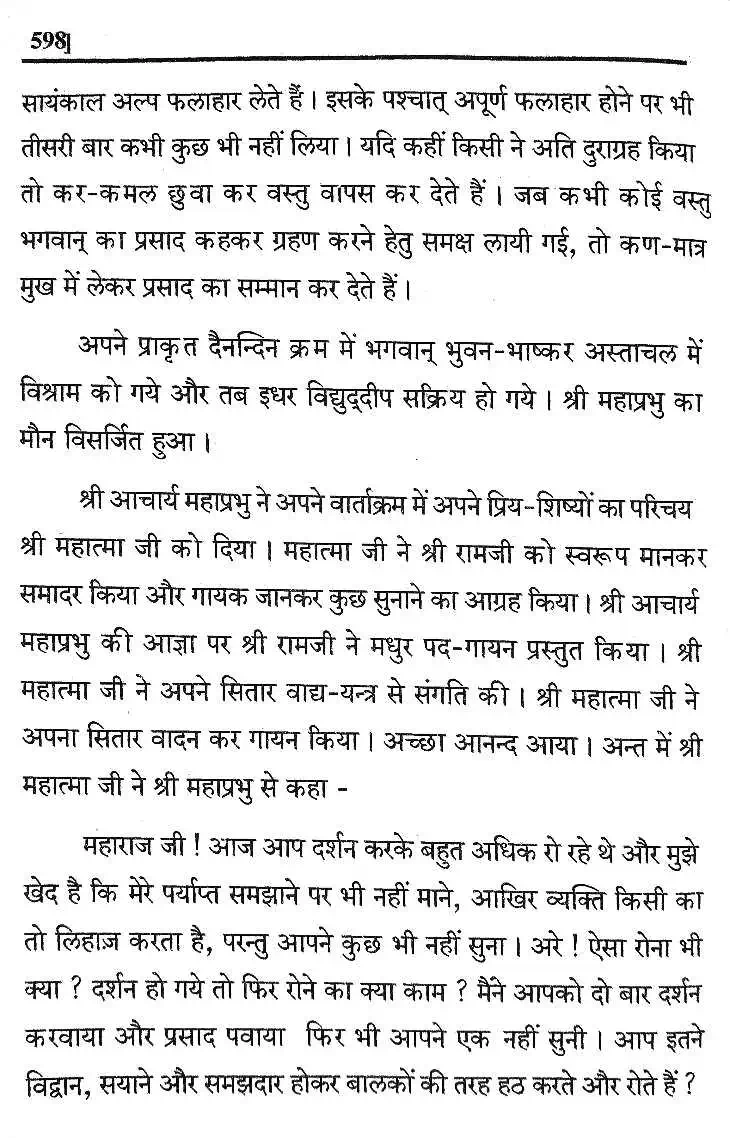 598]
सायंकाल अल्प फलाहार लेते हैं। इसके पश्चात् अपूर्ण फलाहार होने पर भी
तीसरी बार कभी कुछ भी नहीं लिया। यदि कहीं किसी ने अति दुराग्रह किया
तो कर-कमल छुवा कर वस्तु वापस कर देते हैं। जब कभी कोई वस्तु
भगवान् का प्रसाद कहकर ग्रहण करने हेतु समक्ष लायी गई, तो कण-मात्र
मुख में लेकर प्रसाद का सम्मान कर देते हैं।
अपने प्राकृत दैनन्दिन क्रम में भगवान् भुवन-भाष्कर अस्ताचल में
विश्राम को गये और तब इधर विद्युद्दीप सक्रिय हो गये। श्री महाप्रभु का
मौन विसर्जित हुआ।
श्री आचार्य महाप्रभु ने अपने वार्ताक्रम में अपने प्रिय-शिष्यों का परिचय
श्री महात्मा जी को दिया। महात्मा जी ने श्री रामजी को स्वरूप मानकर
समादर किया और गायक जानकर कुछ सुनाने का आग्रह किया। श्री आचार्य
महाप्रभु की आज्ञा पर श्री रामजी ने मधुर पद-गायन प्रस्तुत किया। श्री
महात्मा जी ने अपने सितार वाद्य-यन्त्र से संगति की। श्री महात्मा जी ने
अपना सितार वादन कर गायन किया। अच्छा आनन्द आया। अन्त में श्री
महात्मा जी ने श्री महाप्रभु से कहा -
महाराज जी ! आज आप दर्शन करके बहुत अधिक रो रहे थे और मुझे
खेद है कि मेरे पर्याप्त समझाने पर भी नहीं माने, आखिर व्यक्ति किसी का
तो लिहाज़ करता है, परन्तु आपने कुछ भी नहीं सुना। अरे ! ऐसा रोना भी
क्या ? दर्शन हो गये तो फिर रोने का क्या काम ? मैंने आपको दो बार दर्शन
करवाया और प्रसाद पवाया फिर भी आपने एक नहीं सुनी। आप इतने
विद्वान, सयाने और समझदार होकर बालकों की तरह हठ करते और रोते हैं ?